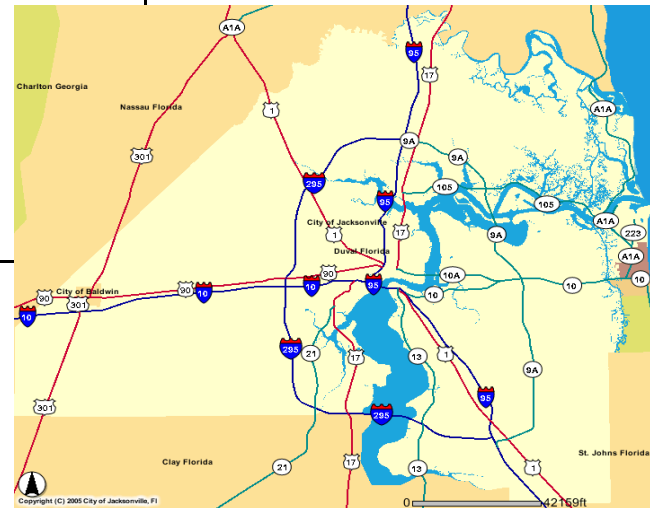 A1A
95
17
Charlton Georgia
Nassau Florida
1
A1A
301
9A
9A
295
105
95
105
City of Jacksonville
A1A
1
17
9A
223
Duval Florida
A1A
90
10A
10
90
City of Baldwin
90
10
10
95
10
10
301
10
295
21
17
13
1
9A
95
301
295
Clay Florida
St. Johns Florida
21
17
13
1
Copyright (C) 2005 City of Jacksonville, Fl
0 42159ft